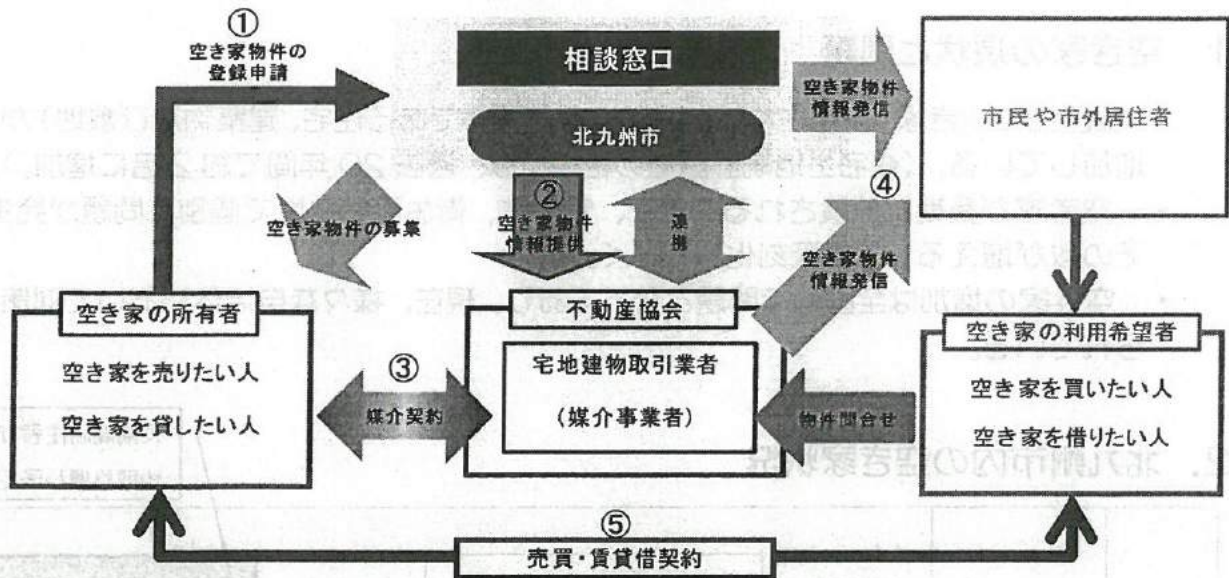 ①
空き家物件の
登録申請
相談窓口
北九州市
空き家物件
情報発信
市民や市外居住者
空き家物件の募集
②
空き家物件
情報提供
連携
④
空き家物件
情報発信
空き家の所有者
空き家を売りたい人
空き家を貸したい人
③
媒介契約
不動産協会
宅地建物取引業者
(媒介事業者)
物件問合せ
空き家の利用希望者
空き家を買いたい人
空き家を借りたい人
⑤
売買・賃貸借契約